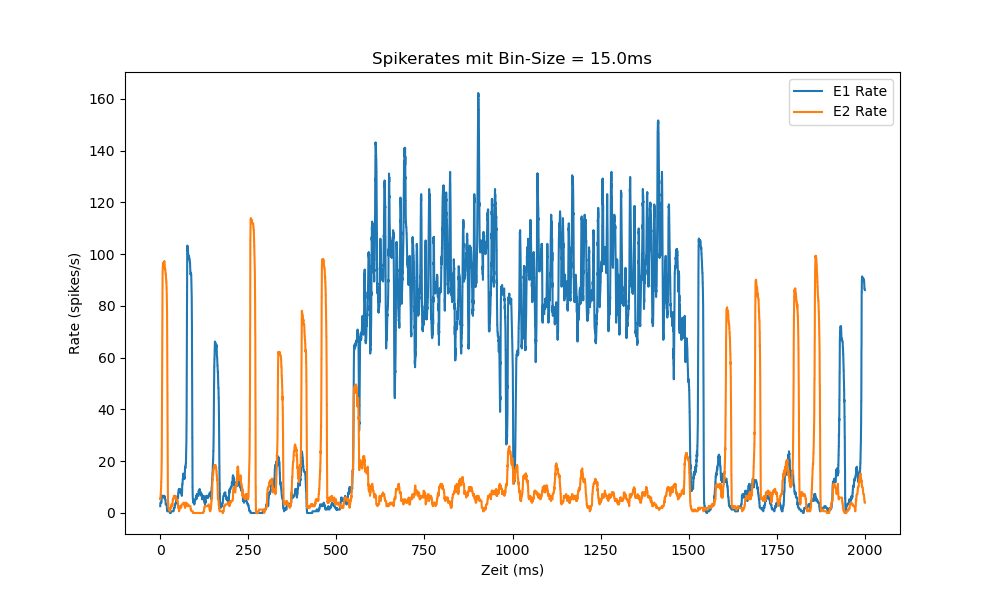 Spikerates mit Bin-Size = 15.0ms
E1 Rate
E2 Rate
160
140
120
100
80
60
40
20
0
Rate (spikes/s)
0 250 500 750 1000 1250 1500 1750 2000
Zeit (ms)